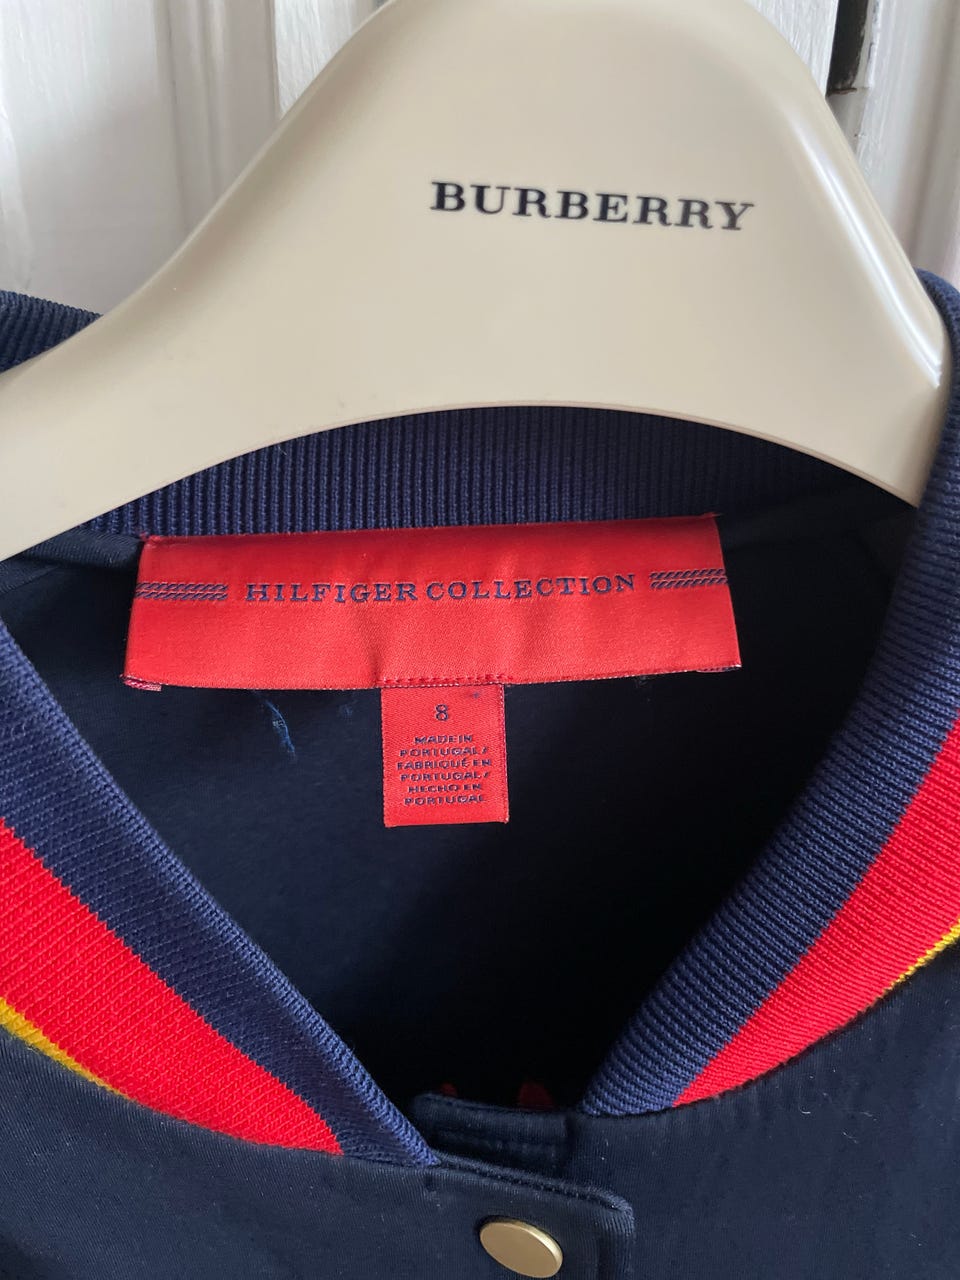 BURBERRY
HILFIGER COLLECTION
8
MADE IN
PORTUGAL/
FABRIQUÉ EN
PORTUGAL/
HECHO EN
PORTUGAL